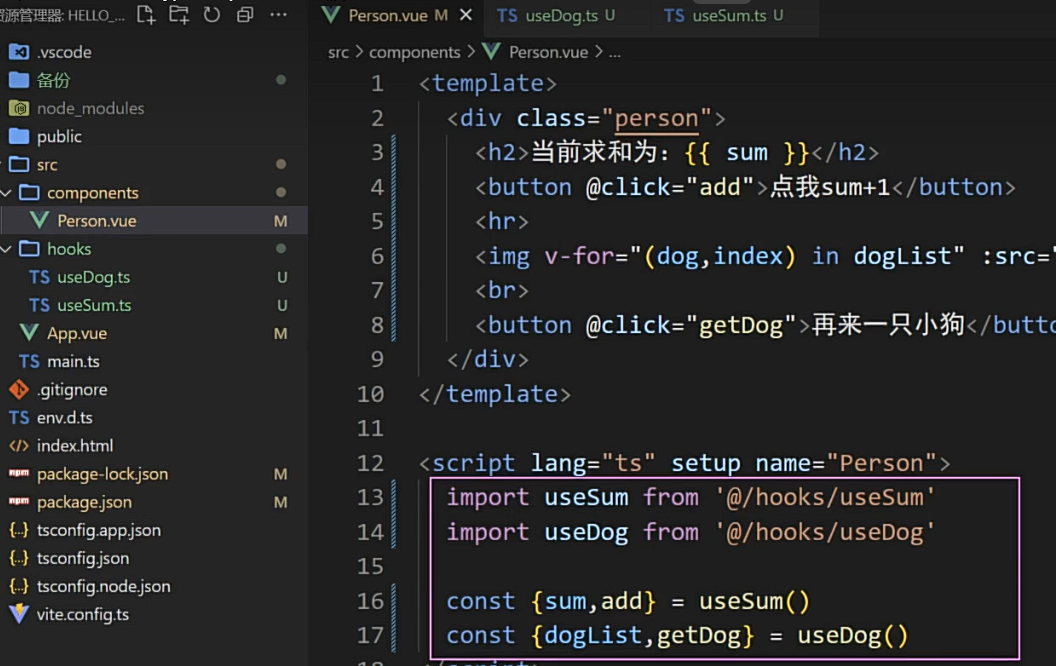 资源管理器: HELLO_...
.vscode
备份
node_modules
public
src
components
Person.vue M
hooks
TS useDog.ts U
TS useSum.ts U
App.vue M
TS main.ts
.gitignore
TS env.d.ts
</> index.html
npm package-lock.json M
npm package.json M
{..} tsconfig.app.json
{..} tsconfig.json
{..} tsconfig.node.json
vite.config.ts
Person.vue M TS useDog.ts U TS useSum.ts U
src > components > Person.vue > ...
1 <template>
2 <div class="person">
3 <h2>当前求和为: {{ sum }}</h2>
4 <button @click="add">点我sum+1</button>
5 <hr>
6 <img v-for="(dog,index) in dogList" :src="
7 <br>
8 <button @click="getDog">再来一只小狗</butto
9 </div>
10 </template>
11
12 <script lang="ts" setup name="Person">
13 import useSum from '@/hooks/useSum'
14 import useDog from '@/hooks/useDog'
15
16 const {sum,add} = useSum()
17 const {dogList,getDog} = useDog()